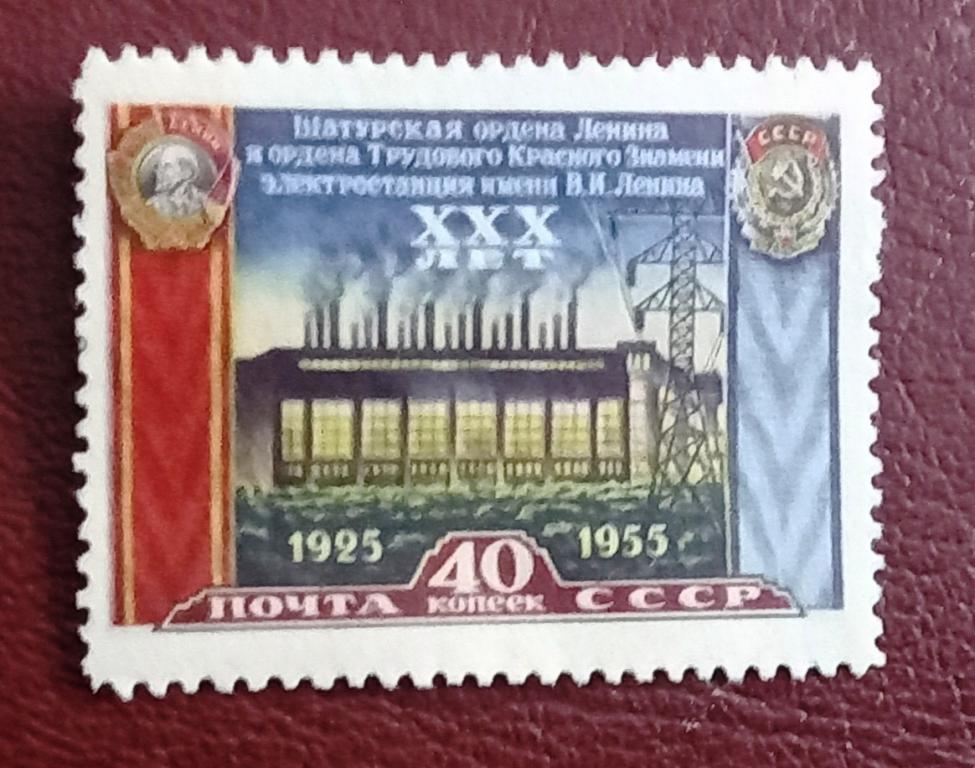 ЛЕНИН
СССР
Шатурская ордена Ленина
и ордена Трудового Красного Знамени
электростанция имени В.И. Ленина
XXX
ЛЕТ
1925
1955
40
копеек
ПОЧТА СССР